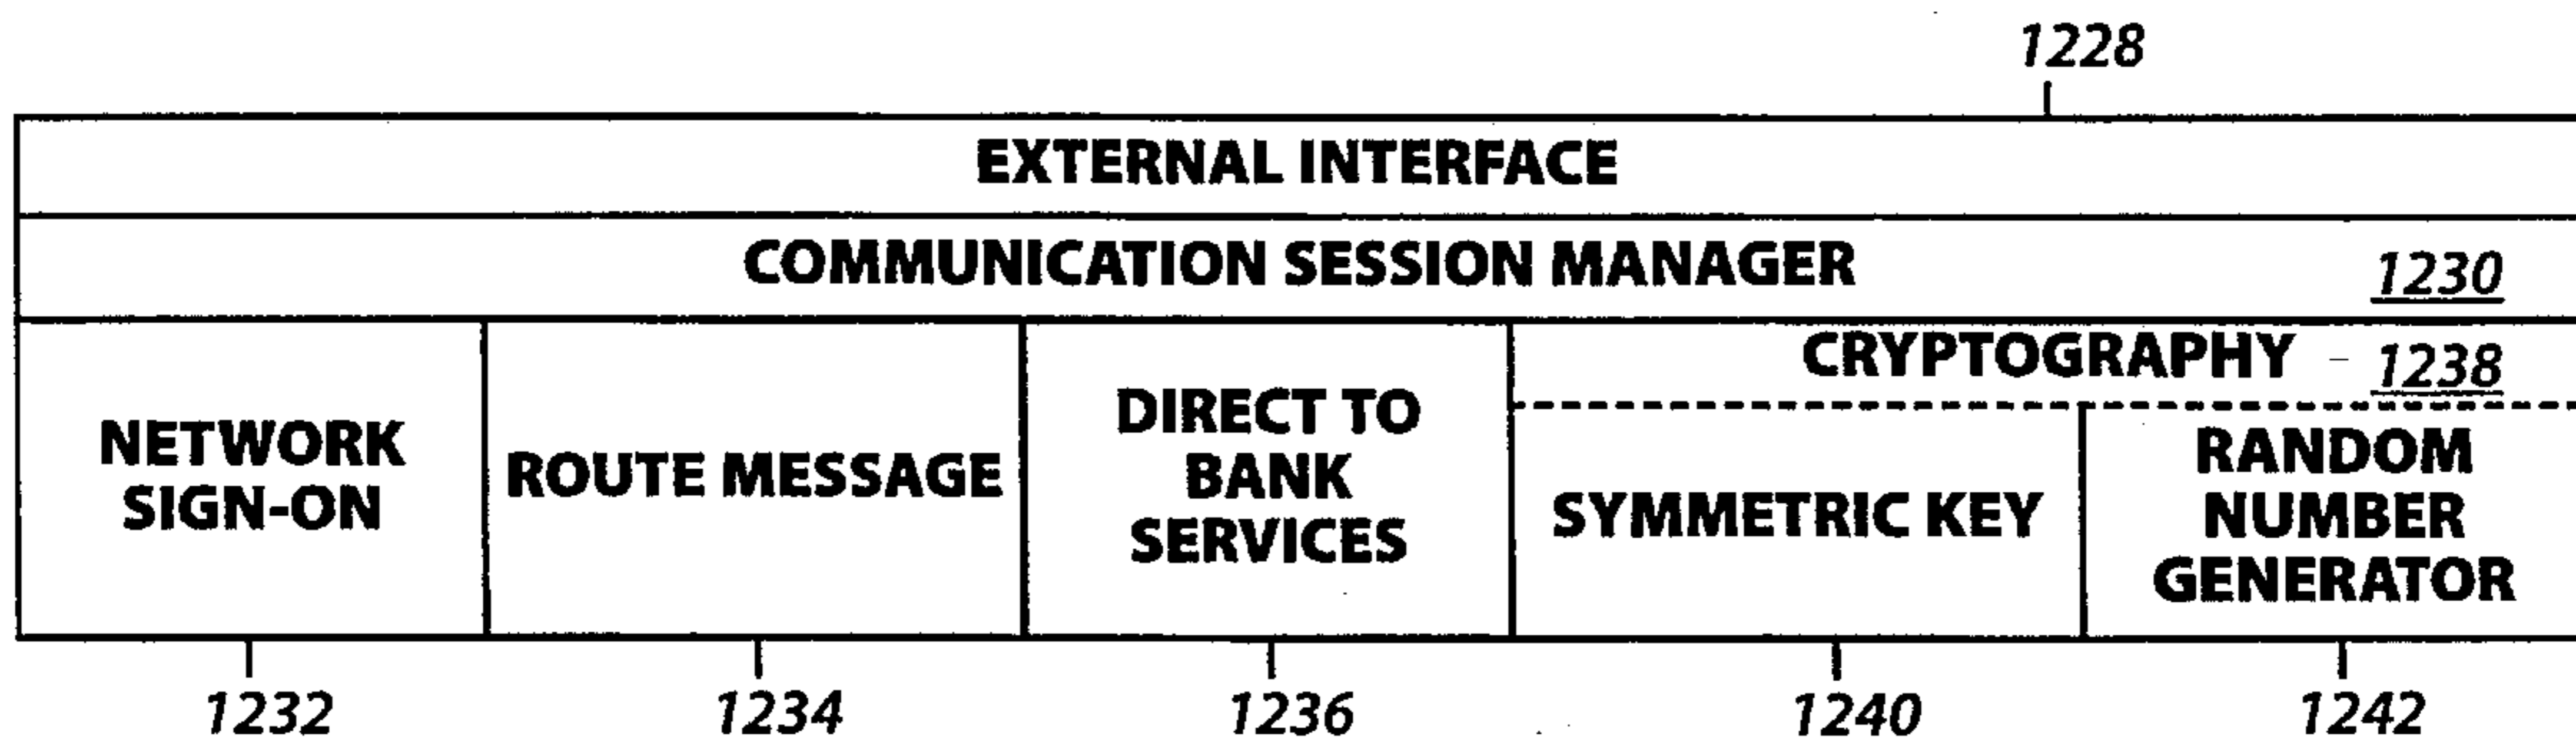 1228
EXTERNAL INTERFACE
COMMUNICATION SESSION MANAGER 1230
CRYPTOGRAPHY 1238
NETWORK
SIGN-ON
ROUTE MESSAGE
DIRECT TO
BANK
SERVICES
SYMMETRIC KEY
RANDOM
NUMBER
GENERATOR
1232 1234 1236 1240 1242